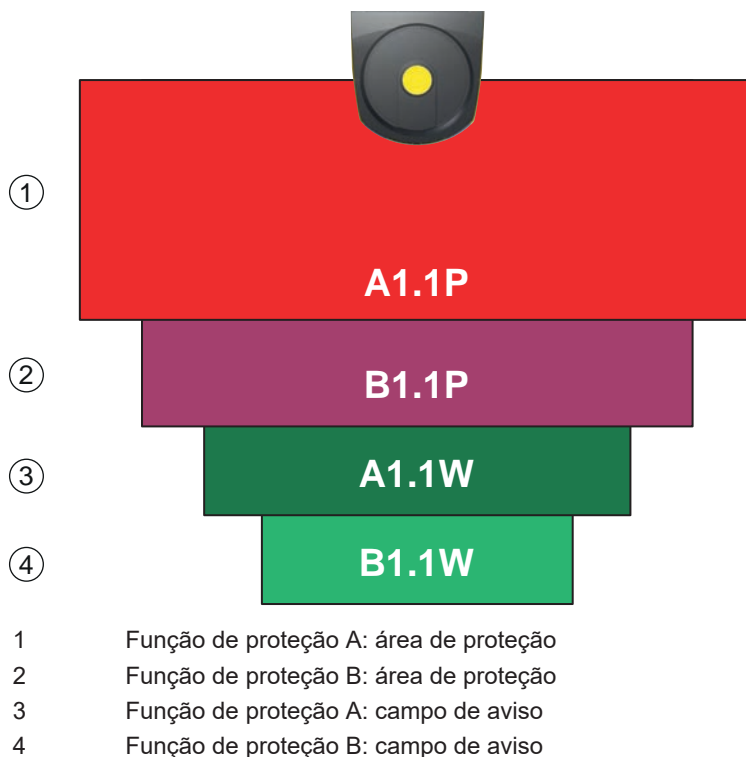 1
A1.1P
2
B1.1P
3
A1.1W
4
B1.1W
1 Função de proteção A: área de proteção
2 Função de proteção B: área de proteção
3 Função de proteção A: campo de aviso
4 Função de proteção B: campo de aviso